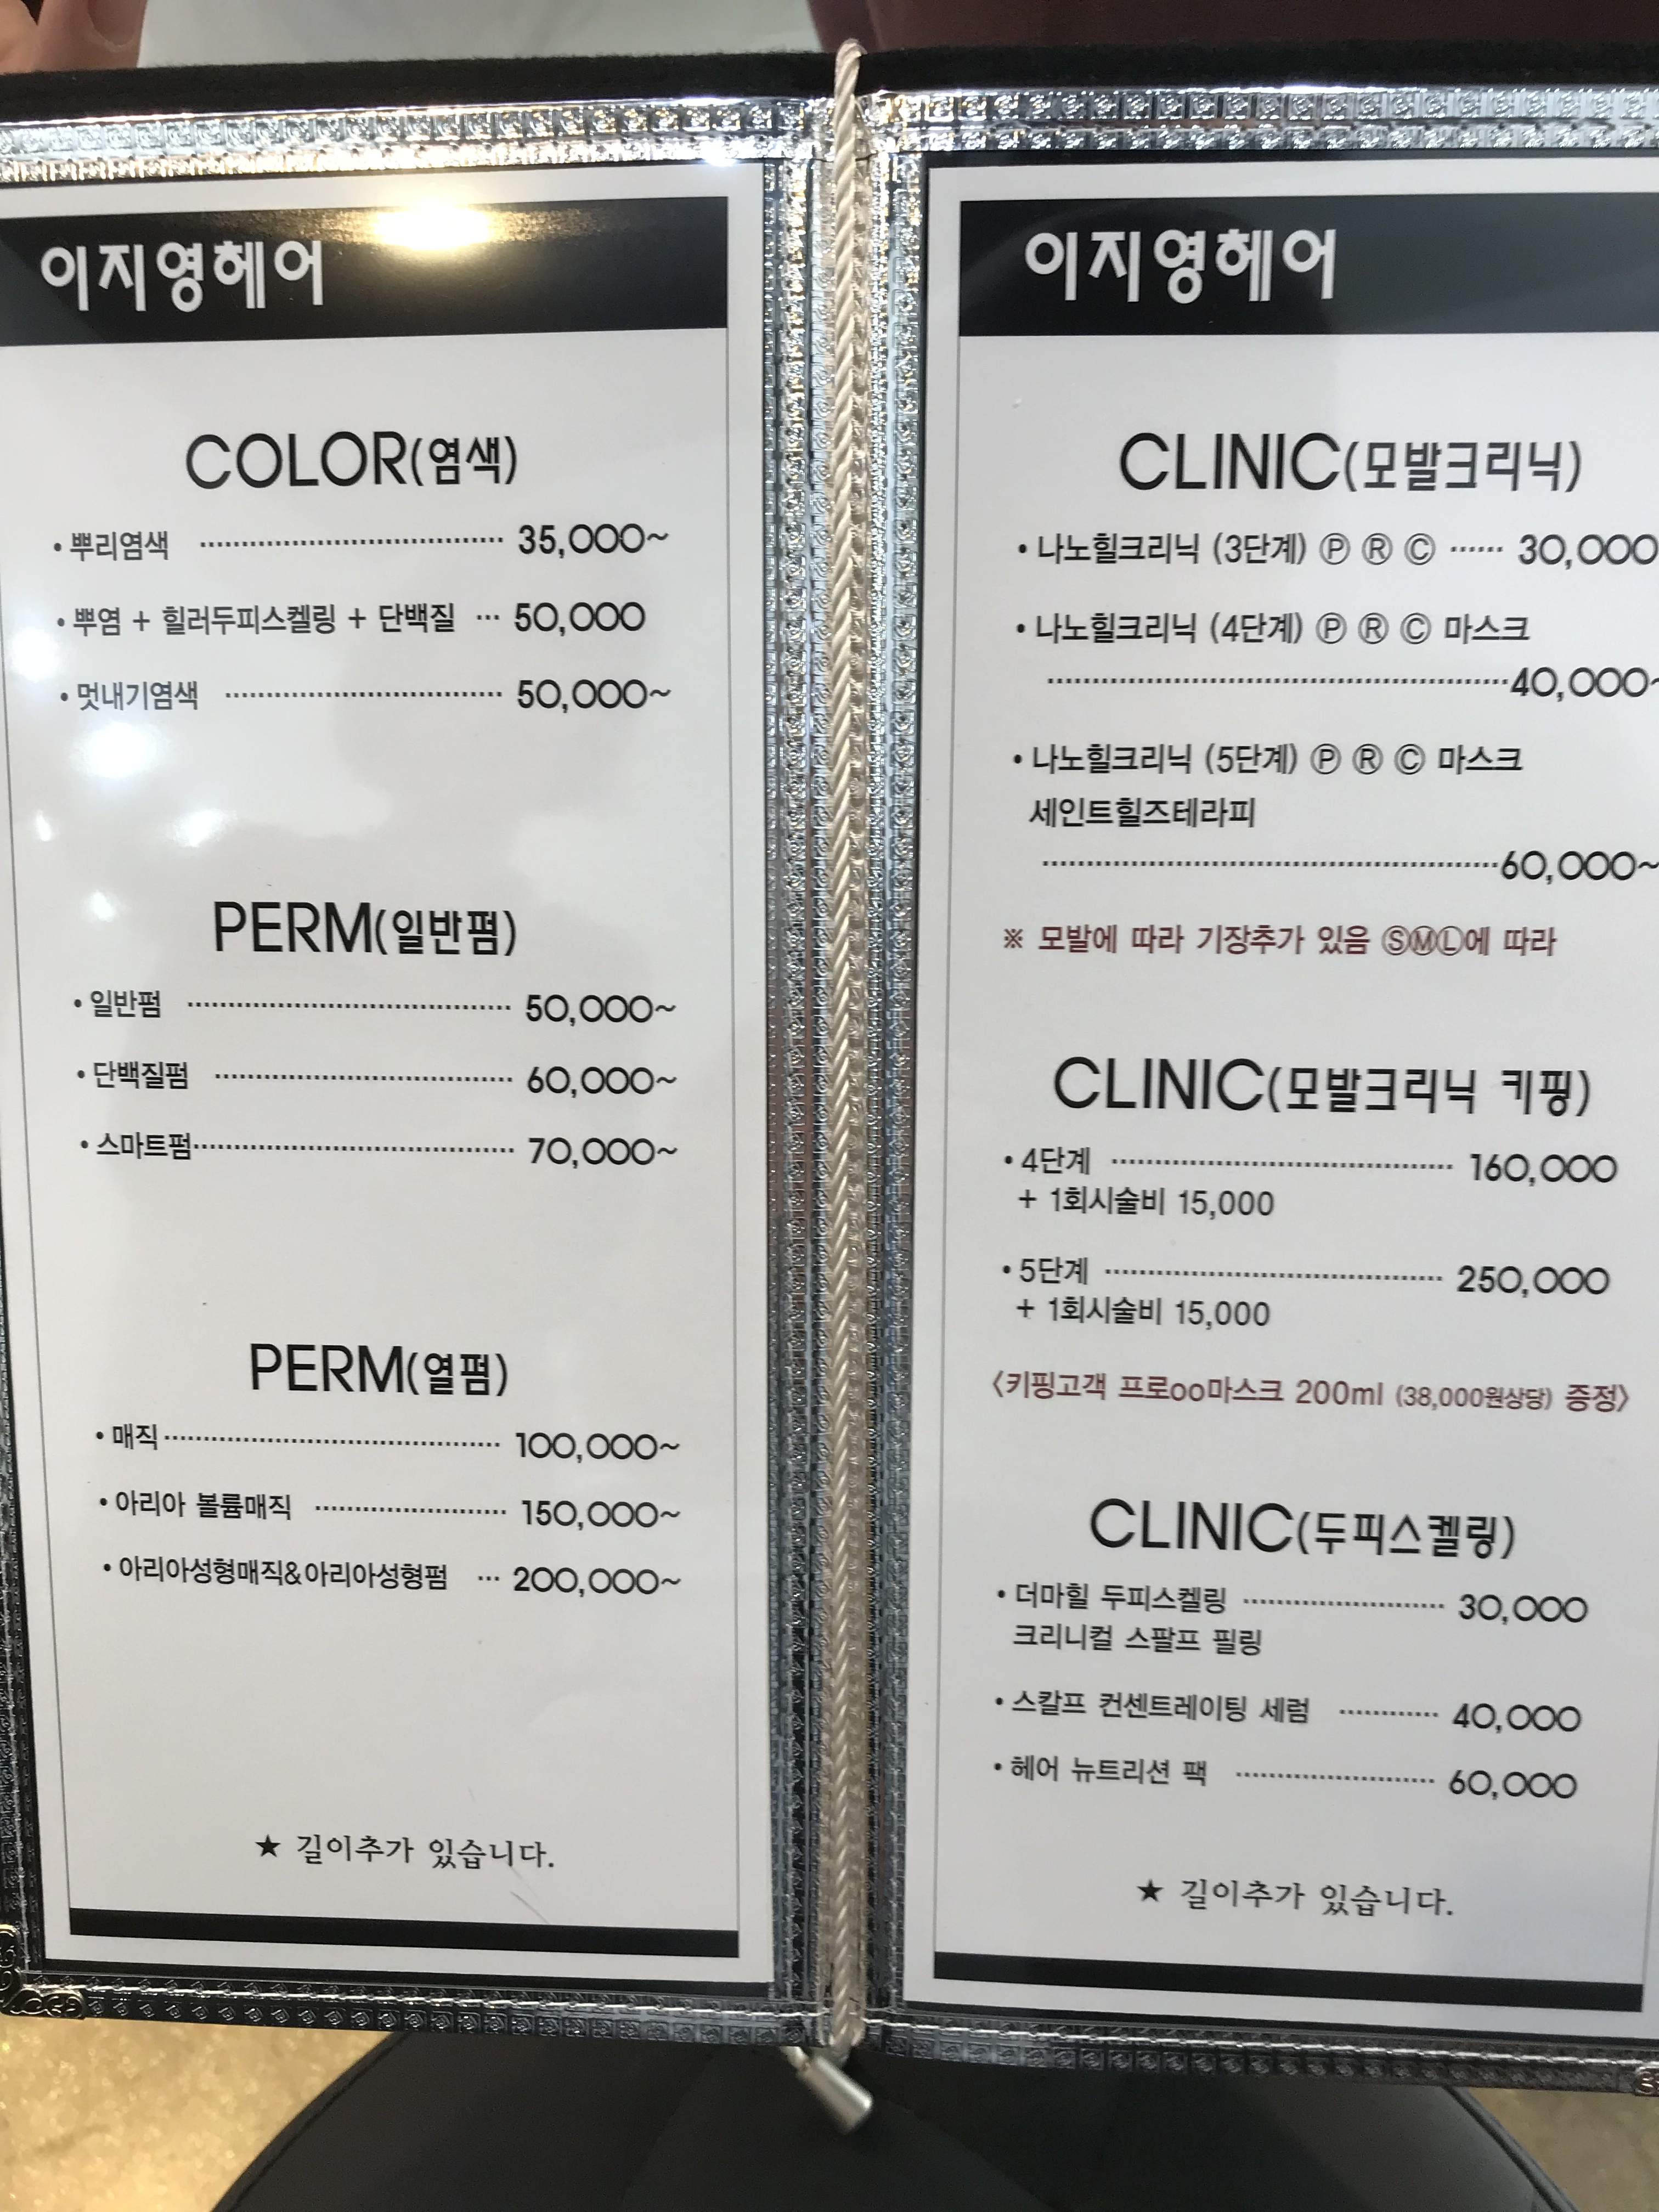 이지영헤어
COLOR(염색)
• 뿌리염색 ········ 35,000~
• 뿌염 + 힐러두피스켈링 + 단백질 ··· 50,000
• 멋내기염색 ········ 50,000~
PERM(일반펌)
• 일반펌 ········ 50,000~
• 단백질펌 ········ 60,000~
• 스마트펌 ········ 70,000~
PERM(열펌)
• 매직 ········ 100,000~
• 아리아 볼륨매직 ········ 150,000~
• 아리아성형매직&아리아성형펌 ··· 200,000~
★ 길이추가 있습니다.
이지영헤어
CLINIC(모발크리닉)
• 나노힐크리닉 (3단계) Ⓟ Ⓡ Ⓒ ······ 30,000
• 나노힐크리닉 (4단계) Ⓟ Ⓡ Ⓒ 마스크
········40,000~
• 나노힐크리닉 (5단계) Ⓟ Ⓡ Ⓒ 마스크
세인트힐즈테라피
········60,000~
※ 모발에 따라 기장추가 있음 ⓈⓂⓁ에 따라
CLINIC(모발크리닉 키핑)
• 4단계 ········ 160,000
+ 1회시술비 15,000
• 5단계 ········ 250,000
+ 1회시술비 15,000
〈키핑고객 프로oo마스크 200ml (38,000원상당) 증정〉
CLINIC(두피스켈링)
• 더마힐 두피스켈링 ········ 30,000
크리니컬 스팔프 필링
• 스칼프 컨센트레이팅 세럼 ········ 40,000
• 헤어 뉴트리션 팩 ········ 60,000
★ 길이추가 있습니다.